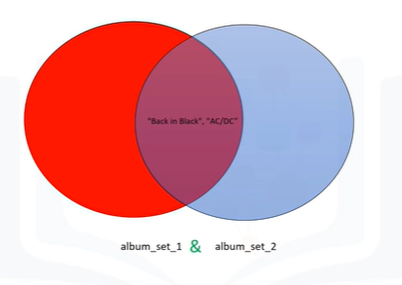 "Back in Black", "AC/DC"
album_set_1 & album_set_2